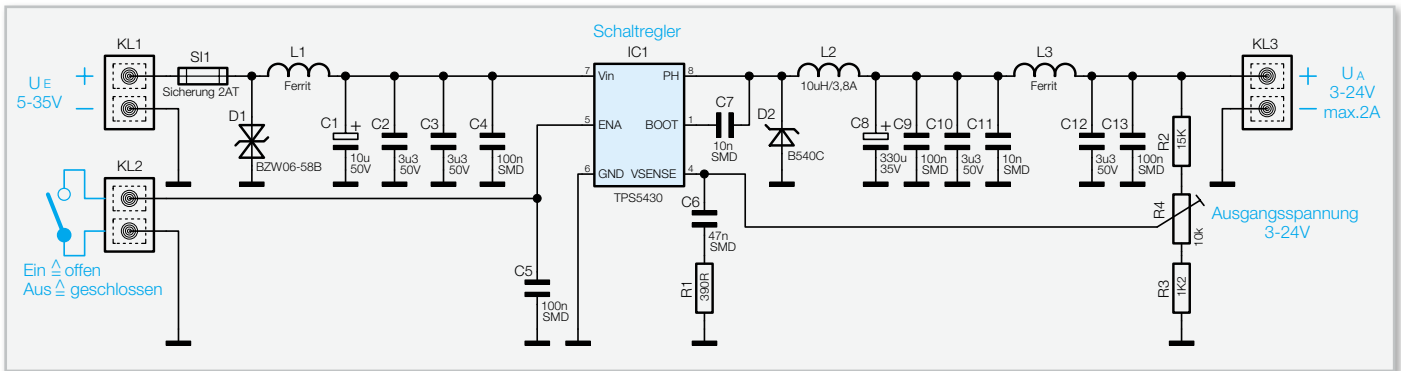 KL1
UE
5-35V
+
−
SI1
Sicherung 2AT
D1
BZW06-58B
L1
Ferrit
C1
+
10u
50V
C2
3u3
50V
C3
3u3
50V
C4
100n
SMD
KL2
Ein ≙ offen
Aus ≙ geschlossen
C5
100n
SMD
Schaltregler
IC1
7
Vin
PH
8
5
ENA
BOOT
1
6
GND
VSENSE
4
TPS5430
C7
10n
SMD
C6
47n
SMD
R1
390R
D2
B540C
L2
10uH/3,8A
C8
+
330u
35V
C9
100n
SMD
C10
3u3
50V
C11
10n
SMD
L3
Ferrit
C12
3u3
50V
C13
100n
SMD
R2
15K
R4
10k
R3
1K2
Ausgangsspannung
3-24V
KL3
+
UA
3-24V
−
max.2A